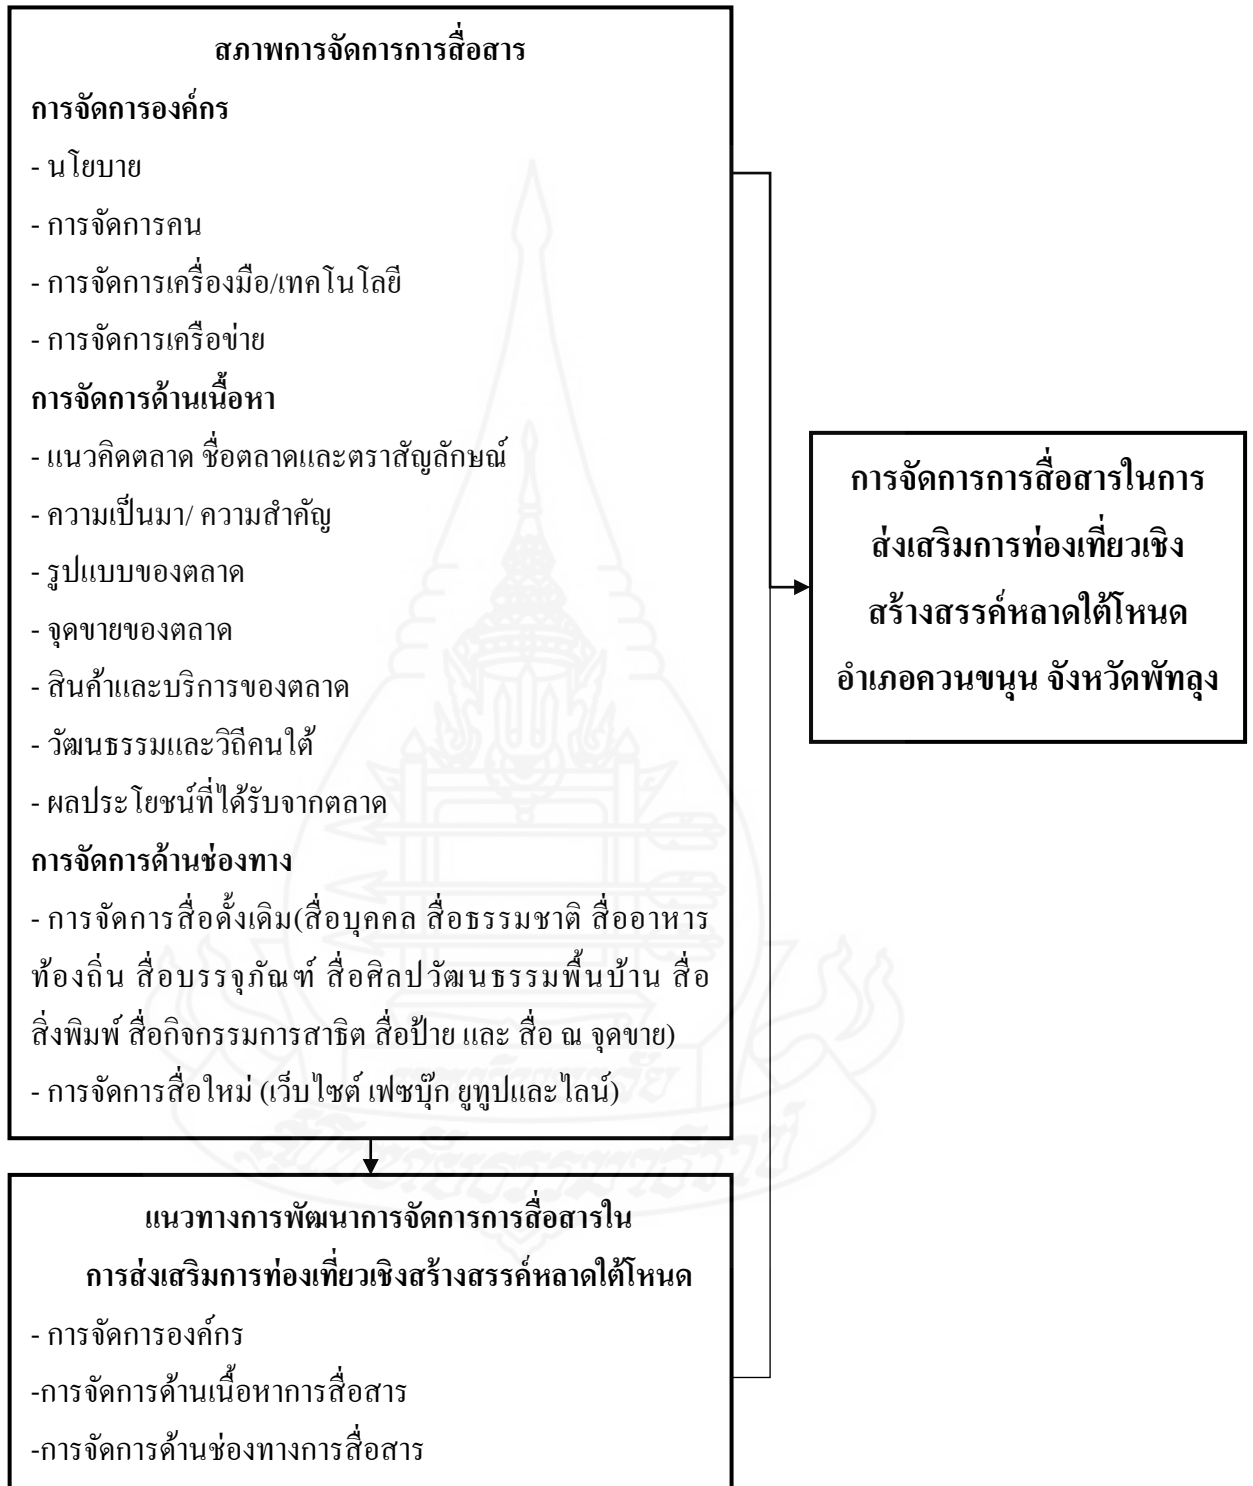 สภาพการจัดการการสื่อสาร
การจัดการองค์กร
- นโยบาย
- การจัดการคน
- การจัดการเครื่องมือ/เทคโนโลยี
- การจัดการเครือข่าย
การจัดการด้านเนื้อหา
- แนวคิดตลาด ชื่อตลาดและตราสัญลักษณ์
- ความเป็นมา/ ความสำคัญ
- รูปแบบของตลาด
- จุดขายของตลาด
- สินค้าและบริการของตลาด
- วัฒนธรรมและวิถีคนใต้
- ผลประโยชน์ที่ได้รับจากตลาด
การจัดการด้านช่องทาง
- การจัดการสื่อดั้งเดิม(สื่อบุคคล สื่อธรรมชาติ สื่ออาหาร
ท้องถิ่น สื่อบรรจุภัณฑ์ สื่อศิลปวัฒนธรรมพื้นบ้าน สื่อ
สิ่งพิมพ์ สื่อกิจกรรมการสาธิต สื่อป้าย และ สื่อ ณ จุดขาย)
- การจัดการสื่อใหม่ (เว็บไซต์ เฟซบุ๊ก ยูทูปและไลน์)
การจัดการการสื่อสารในการ
ส่งเสริมการท่องเที่ยวเชิง
สร้างสรรค์หลาดใต้โหนด
อำเภอควนขนุน จังหวัดพัทลุง
แนวทางการพัฒนาการจัดการการสื่อสารใน
การส่งเสริมการท่องเที่ยวเชิงสร้างสรรค์หลาดใต้โหนด
- การจัดการองค์กร
-การจัดการด้านเนื้อหาการสื่อสาร
-การจัดการด้านช่องทางการสื่อสาร